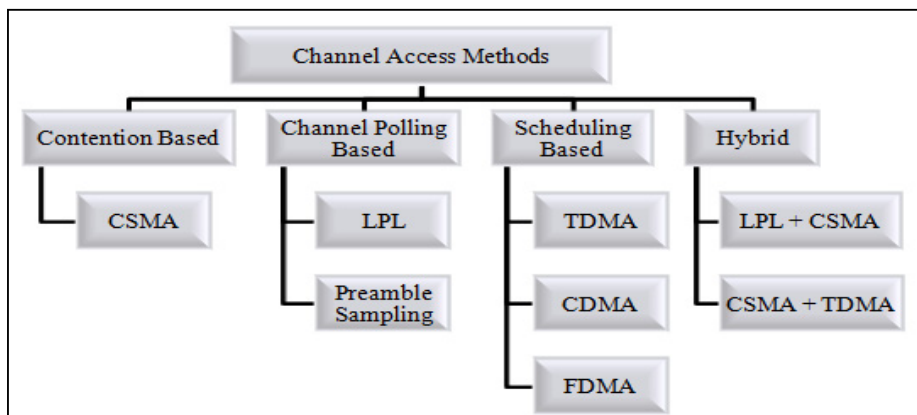 Channel Access Methods
Contention Based
Channel Polling
Based
Scheduling
Based
Hybrid
CSMA
LPL
TDMA
LPL + CSMA
Preamble
Sampling
CDMA
CSMA + TDMA
FDMA